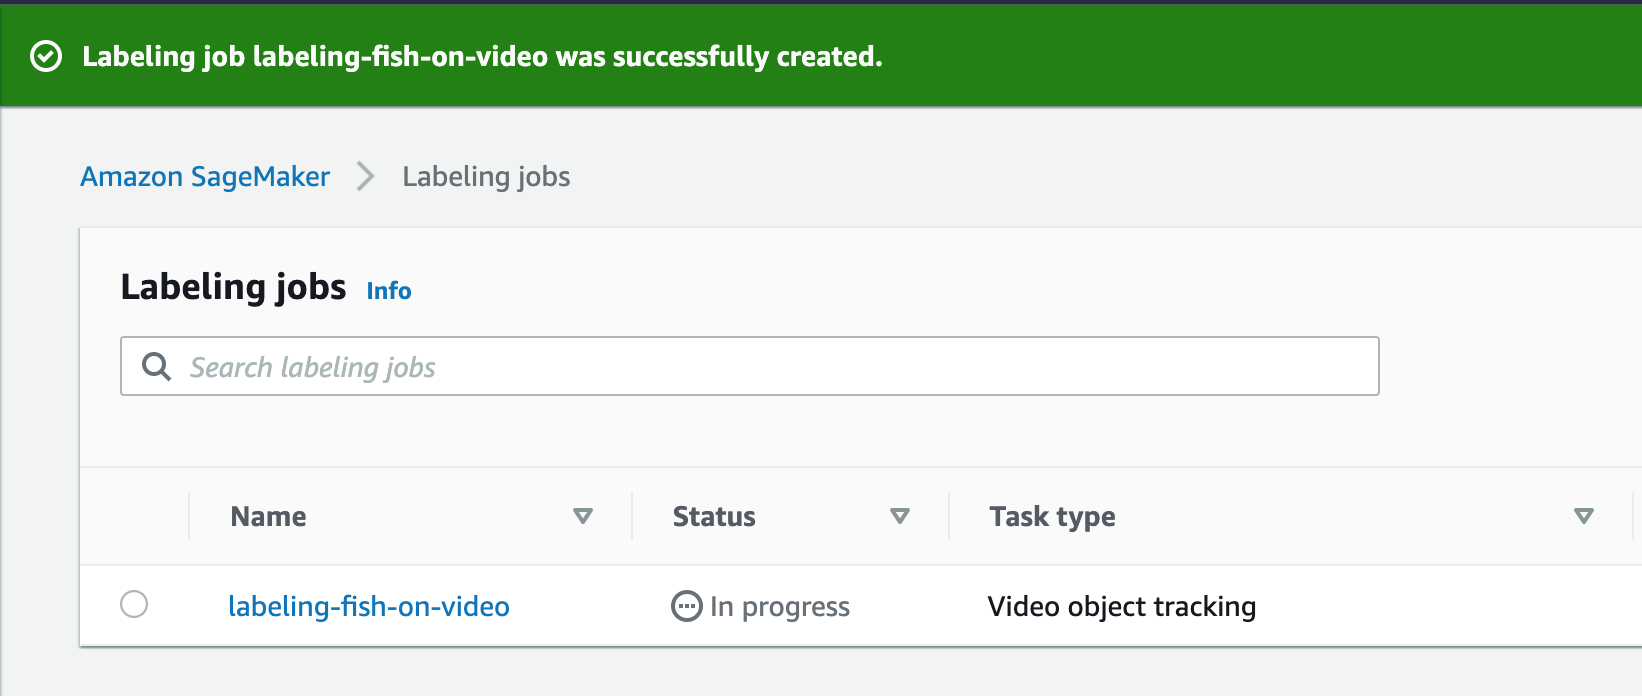 Labeling job labeling-fish-on-video was successfully created.
Amazon SageMaker Labeling jobs
Labeling jobs Info
Search labeling jobs
Name Status Task type
labeling-fish-on-video In progress Video object tracking